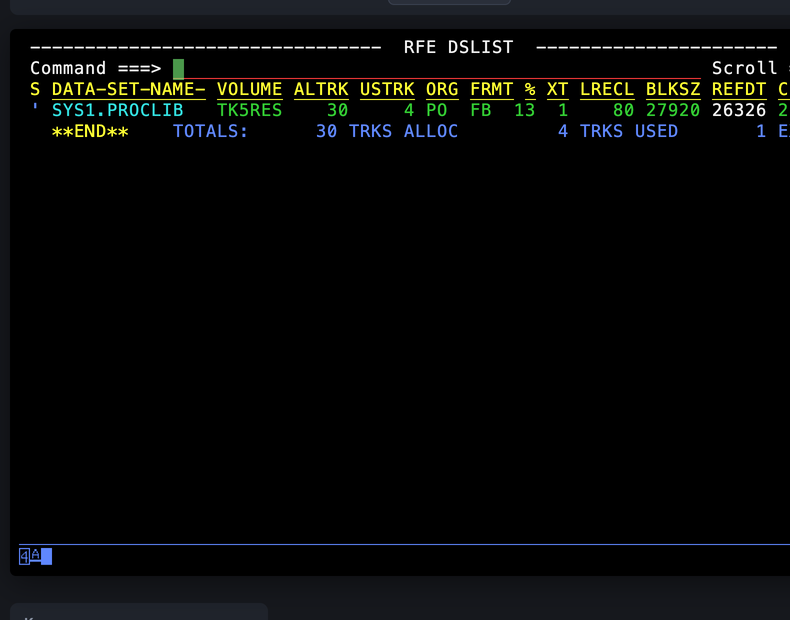 -------------------------------- RFE DSLIST ----------------------
Command ===> Scroll
S DATA-SET-NAME- VOLUME ALTRK USTRK ORG FRMT % XT LRECL BLKSZ REFDT
' SYS1.PROCLIB TK5RES 30 4 PO FB 13 1 80 27920 26326
**END** TOTALS: 30 TRKS ALLOC 4 TRKS USED 1
4A